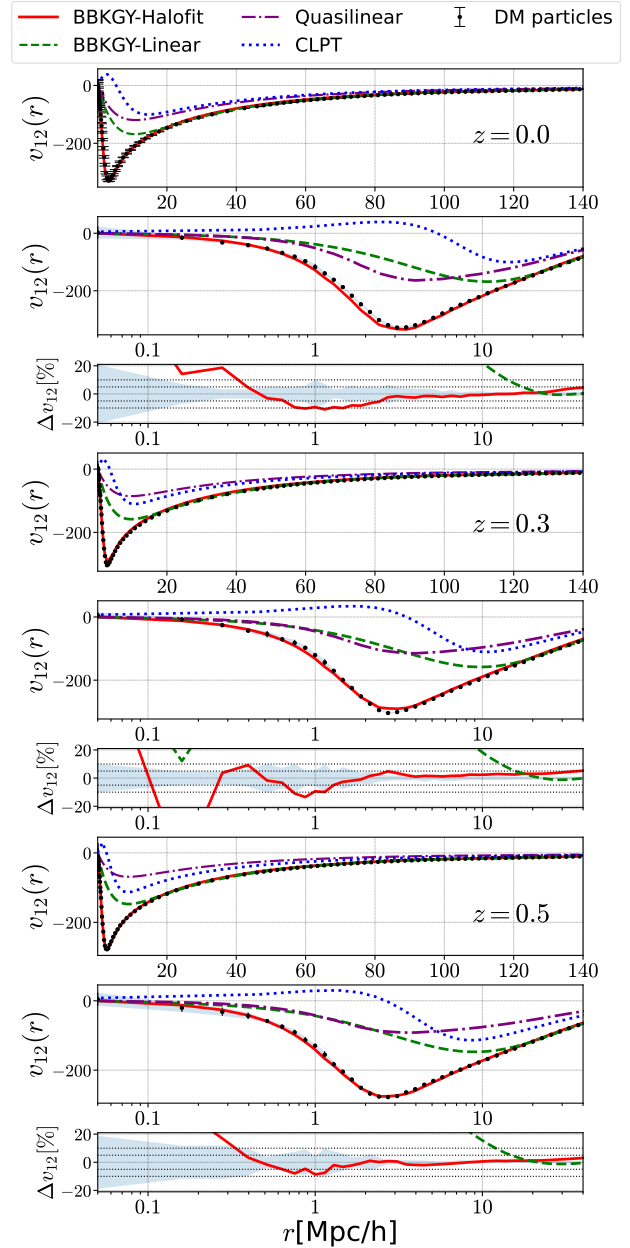 BBKGY-Halofit Quasilinear DM particles
BBKGY-Linear CLPT
v₁₂(r)
0
−200
z = 0.0
20 40 60 80 100 120 140
v₁₂(r)
0
−200
0.1 1 10
Δv₁₂[%]
20
0
−20
0.1 1 10
v₁₂(r)
0
−200
z = 0.3
20 40 60 80 100 120 140
v₁₂(r)
0
−200
0.1 1 10
Δv₁₂[%]
20
0
−20
0.1 1 10
v₁₂(r)
0
−200
z = 0.5
20 40 60 80 100 120 140
v₁₂(r)
0
−200
0.1 1 10
Δv₁₂[%]
20
0
−20
0.1 1 10
r[Mpc/h]